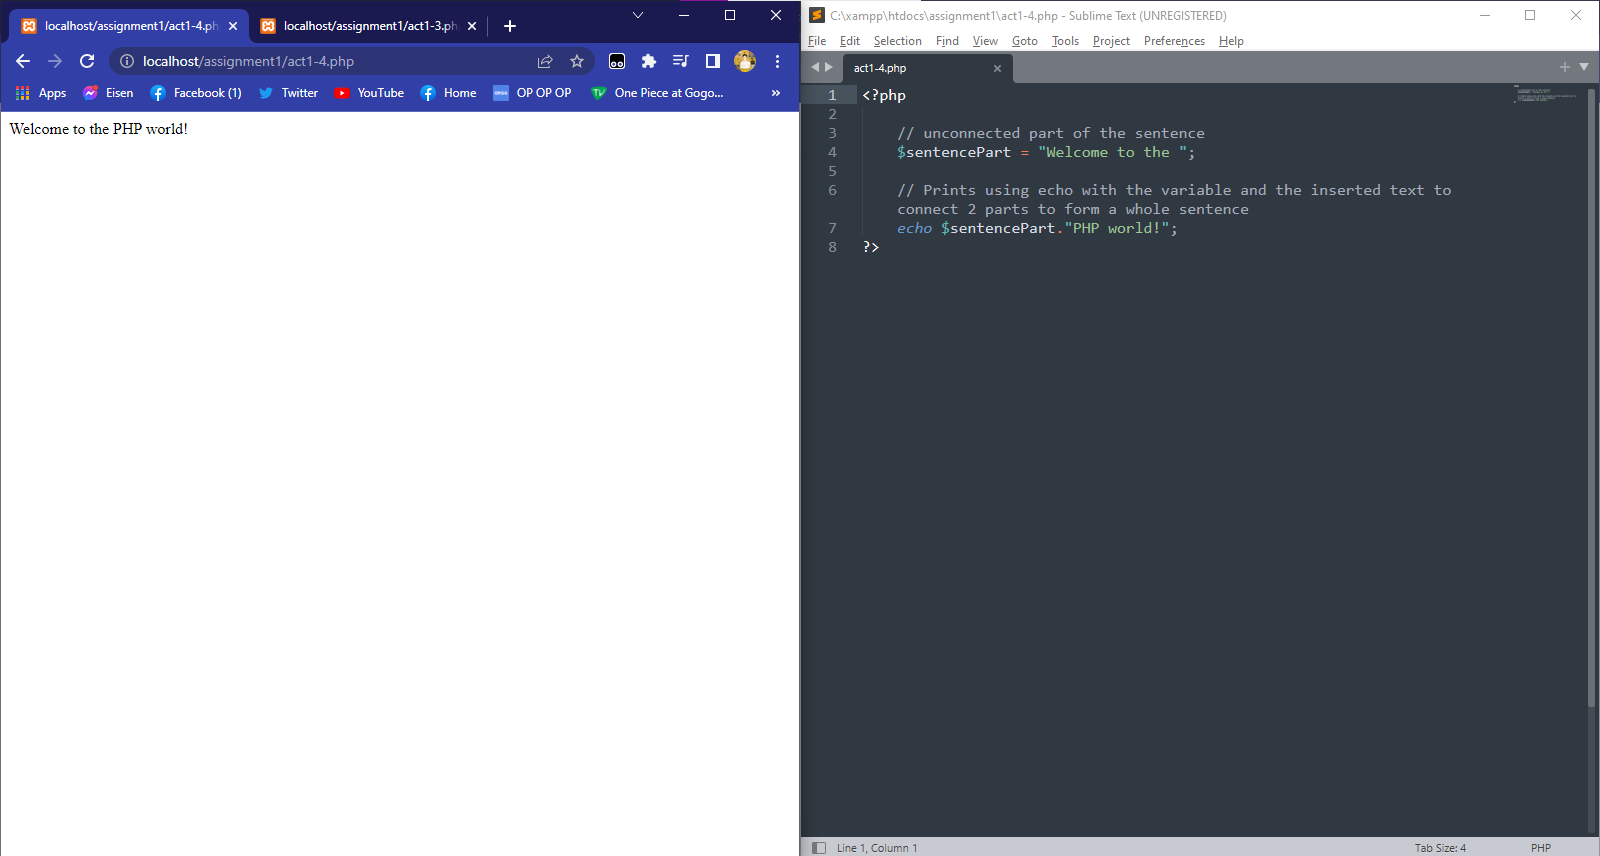 localhost/assignment1/act1-4.ph
localhost/assignment1/act1-3.ph
localhost/assignment1/act1-4.php
Apps Eisen Facebook (1) Twitter YouTube Home OP OP OP One Piece at Gogo... »
Welcome to the PHP world!
C:\xampp\htdocs\assignment1\act1-4.php - Sublime Text (UNREGISTERED)
File Edit Selection Find View Goto Tools Project Preferences Help
act1-4.php
1 <?php
2
3 // unconnected part of the sentence
4 $sentencePart = "Welcome to the ";
5
6 // Prints using echo with the variable and the inserted text to
connect 2 parts to form a whole sentence
7 echo $sentencePart."PHP world!";
8 ?>
Line 1, Column 1 Tab Size: 4 PHP